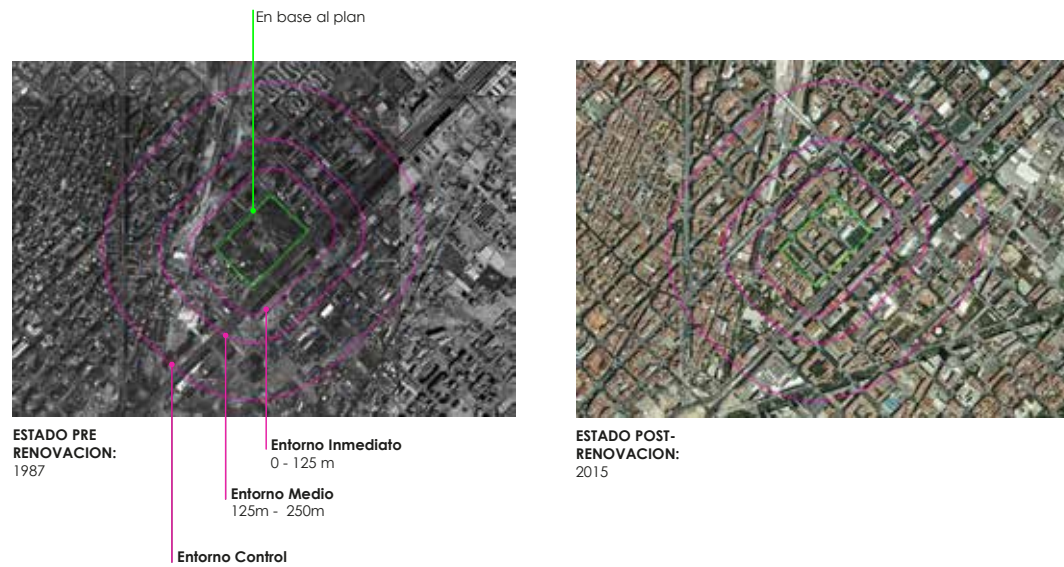 En base al plan
ESTADO PRE
RENOVACION:
1987
Entorno Inmediato
0 - 125 m
Entorno Medio
125m - 250m
Entorno Control
ESTADO POST-
RENOVACION:
2015